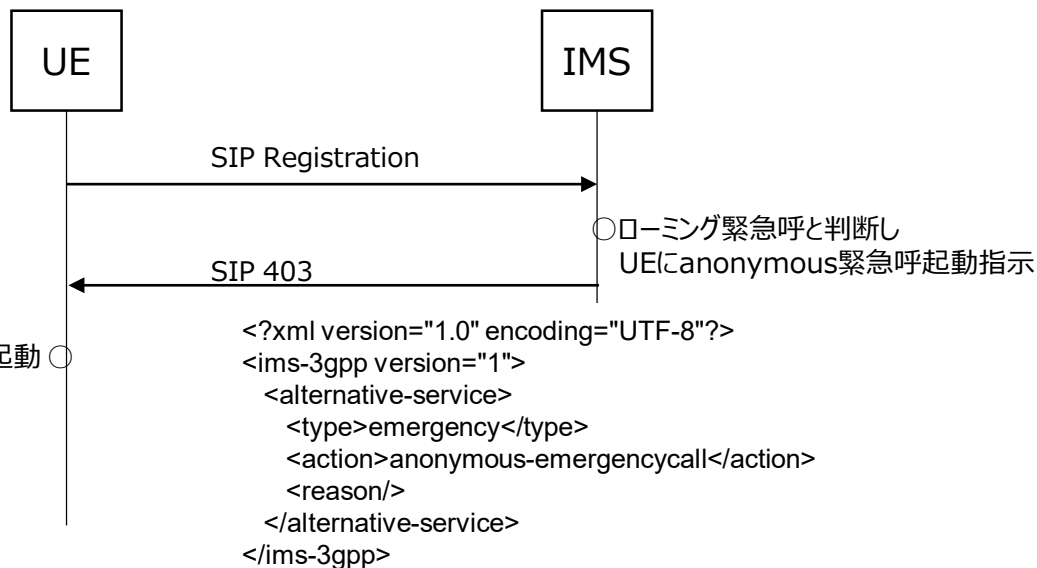 UE
IMS
SIP Registration
○ローミング緊急呼と判断し
UEにanonymous緊急呼起動指示
SIP 403
起動○
<?xml version="1.0" encoding="UTF-8"?>
<ims-3gpp version="1">
<alternative-service>
<type>emergency</type>
<action>anonymous-emergencycall</action>
<reason/>
</alternative-service>
</ims-3gpp>